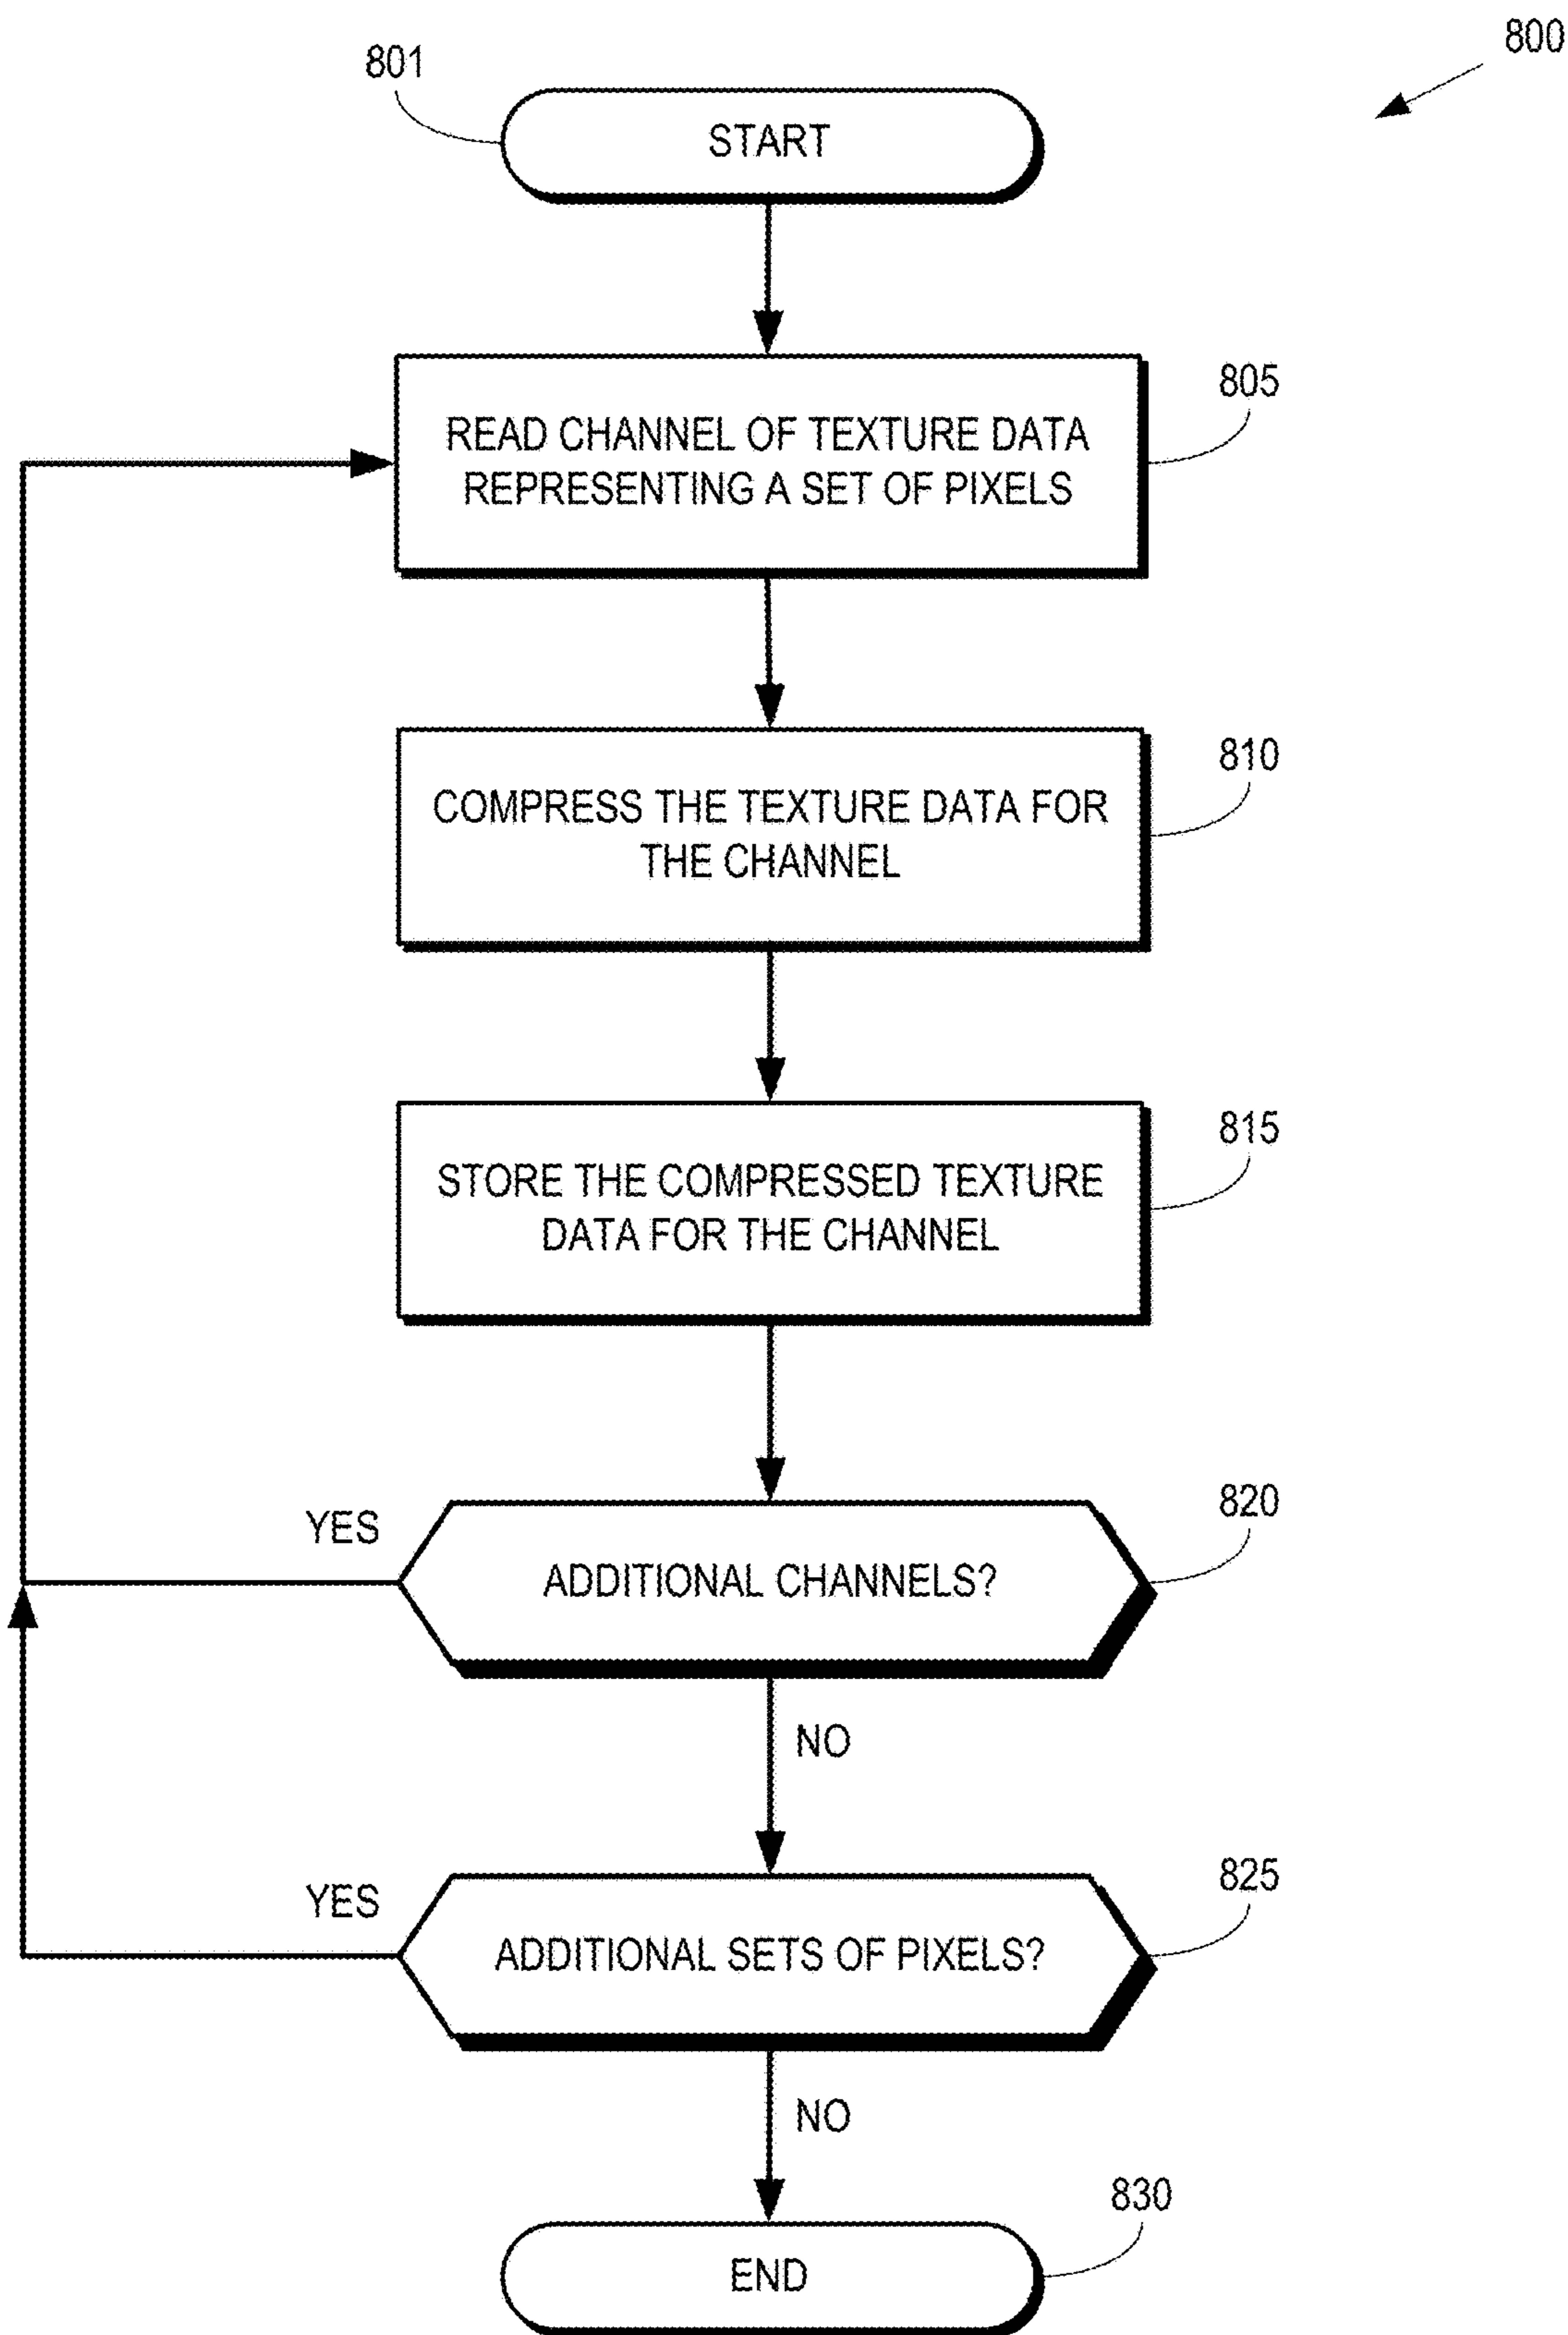 800
801
START
805
READ CHANNEL OF TEXTURE DATA
REPRESENTING A SET OF PIXELS
810
COMPRESS THE TEXTURE DATA FOR
THE CHANNEL
815
STORE THE COMPRESSED TEXTURE
DATA FOR THE CHANNEL
820
YES
ADDITIONAL CHANNELS?
NO
825
YES
ADDITIONAL SETS OF PIXELS?
NO
830
END